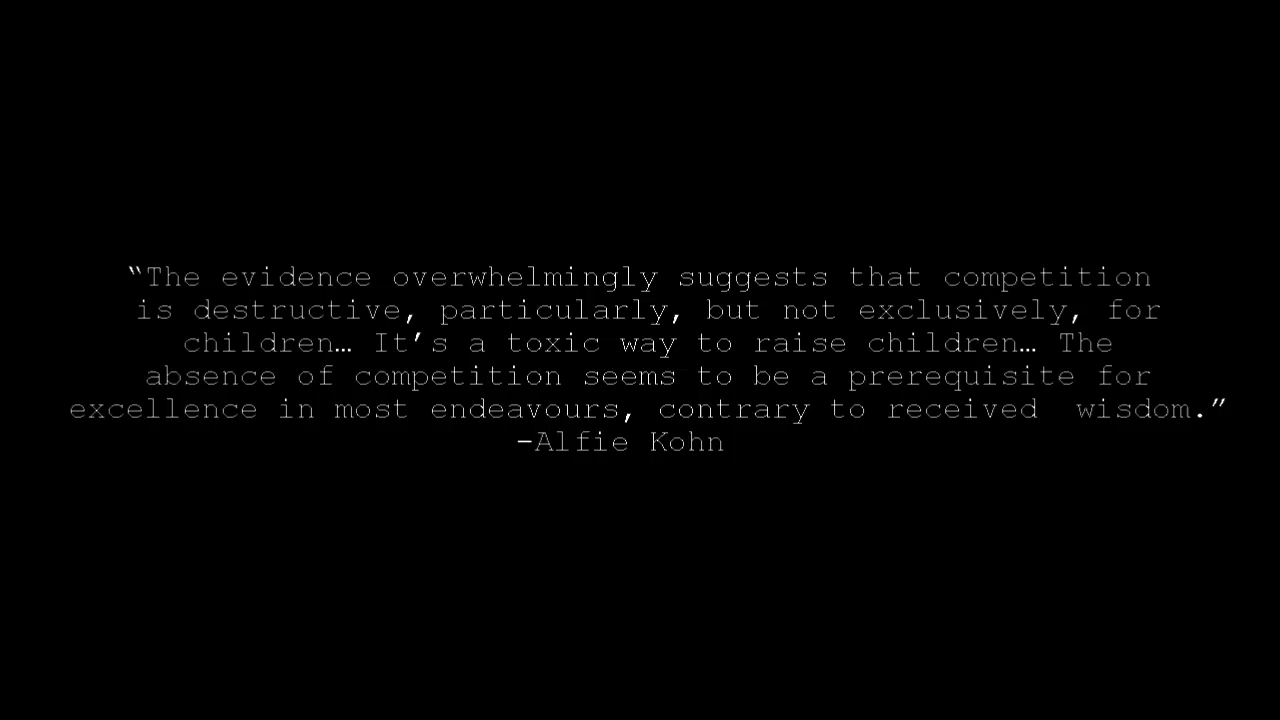 “The evidence overwhelmingly suggests that competition
is destructive, particularly, but not exclusively, for
children… It’s a toxic way to raise children… The
absence of competition seems to be a prerequisite for
excellence in most endeavours, contrary to received  wisdom.”
-Alfie Kohn